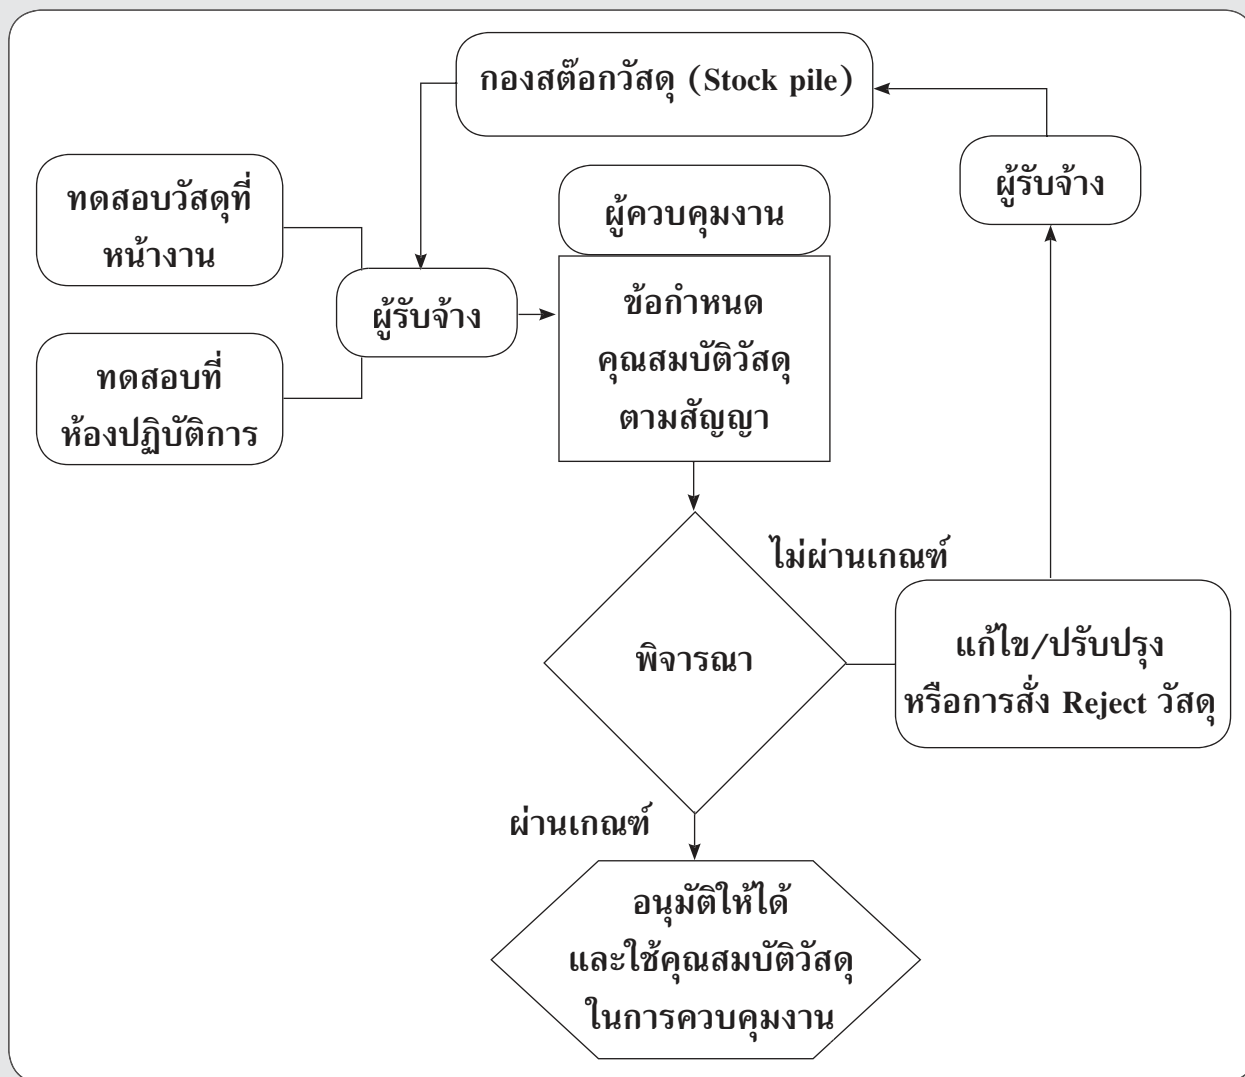 กองสต๊อกวัสดุ (Stock pile)
ผู้รับจ้าง
ทดสอบวัสดุที่
หน้างาน
ผู้ควบคุมงาน
ผู้รับจ้าง
ข้อกำหนด
คุณสมบัติวัสดุ
ตามสัญญา
ทดสอบที่
ห้องปฏิบัติการ
ไม่ผ่านเกณฑ์
พิจารณา
แก้ไข/ปรับปรุง
หรือการสั่ง Reject วัสดุ
ผ่านเกณฑ์
อนุมัติให้ได้
และใช้คุณสมบัติวัสดุ
ในการควบคุมงาน